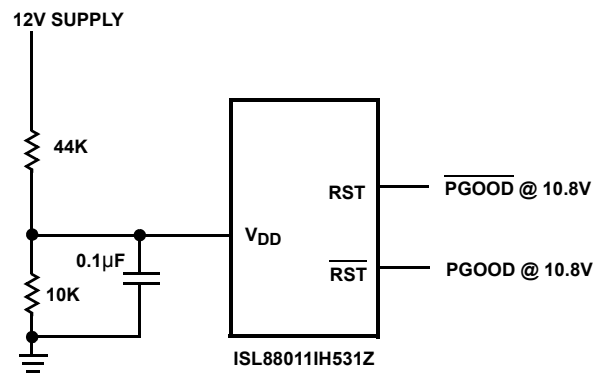 12V SUPPLY
44K
RST
PGOOD @ 10.8V
VDD
0.1µF
RST
PGOOD @ 10.8V
10K
ISL88011IH531Z